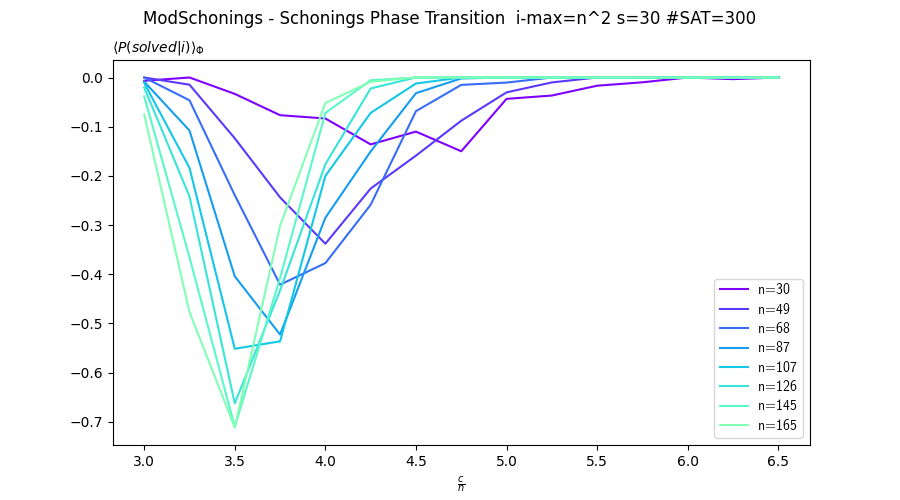 ModSchonings - Schonings Phase Transition  i-max=n^2 s=30 #SAT=300
⟨P(solved|i)⟩Φ
0.0
−0.1
−0.2
−0.3
−0.4
−0.5
−0.6
−0.7
n=30
n=49
n=68
n=87
n=107
n=126
n=145
n=165
3.0 3.5 4.0 4.5 5.0 5.5 6.0 6.5
c
n